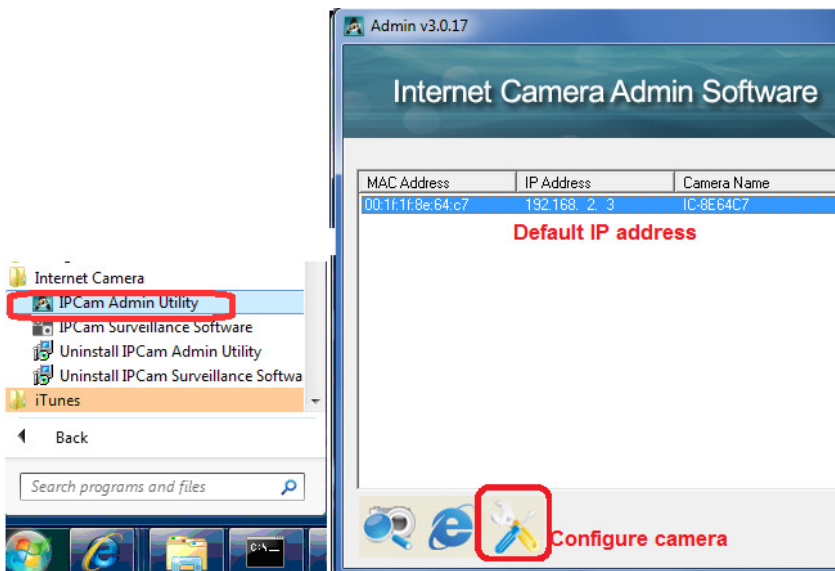 Admin v3.0.17
Internet Camera Admin Software
MAC Address IP Address Camera Name
00:1f:1f:8e:64:c7 192.168. 2. 3 IC-8E64C7
Default IP address
Internet Camera
IPCam Admin Utility
IPCam Surveillance Software
Uninstall IPCam Admin Utility
Uninstall IPCam Surveillance Softwa
iTunes
Back
Search programs and files
C:\
Configure camera